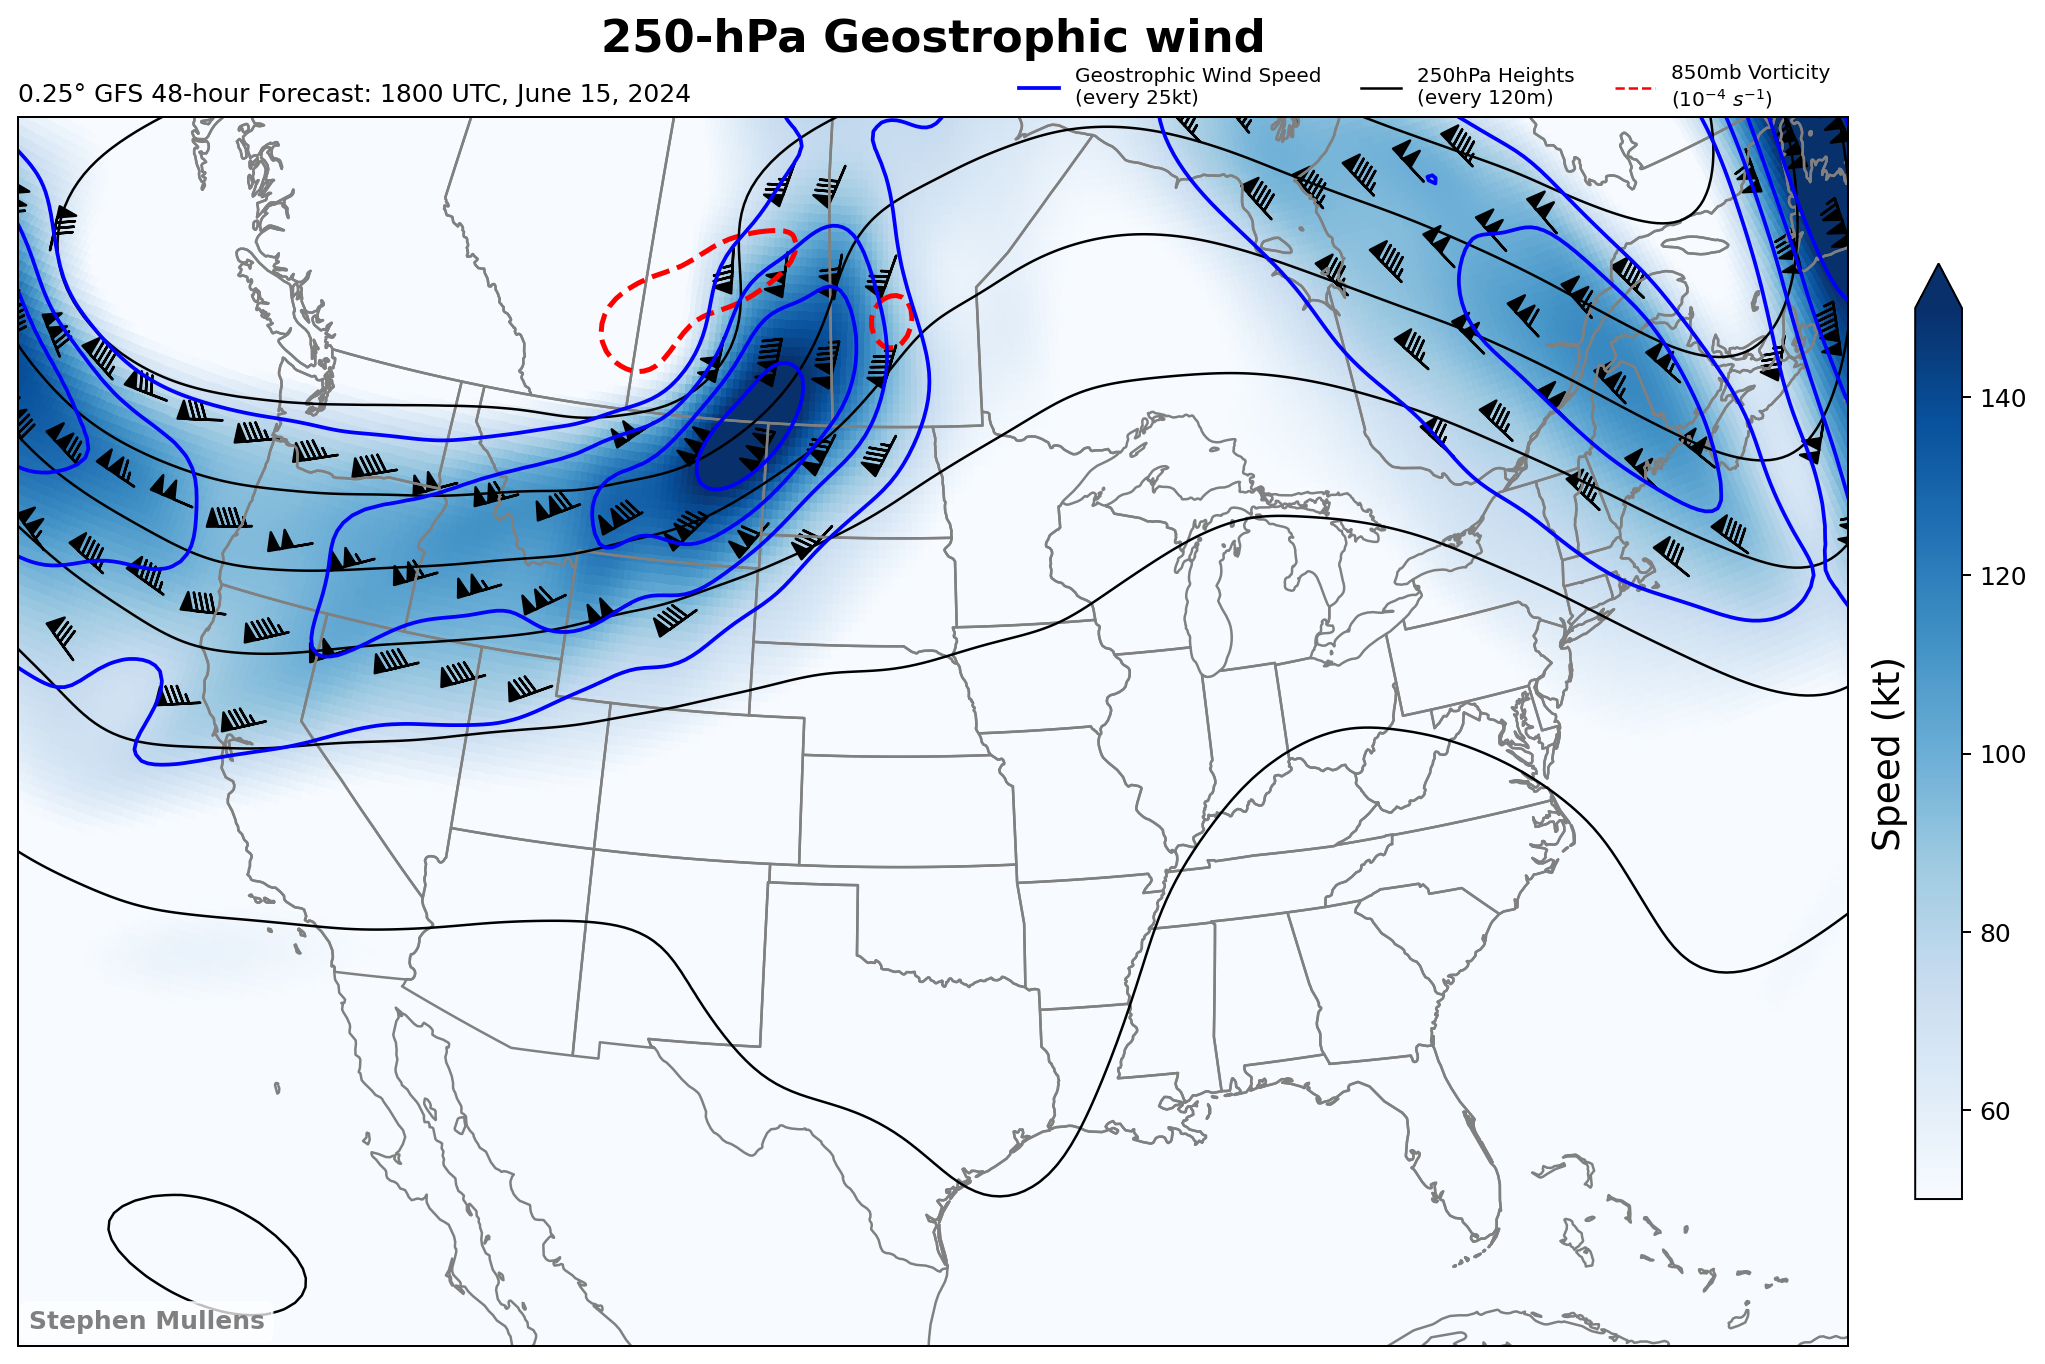 250-hPa Geostrophic wind
0.25° GFS 48-hour Forecast: 1800 UTC, June 15, 2024
Geostrophic Wind Speed
(every 25kt)
250hPa Heights
(every 120m)
850mb Vorticity
(10⁻⁴ s⁻¹)
140
120
100
80
60
Speed (kt)
Stephen Mullens